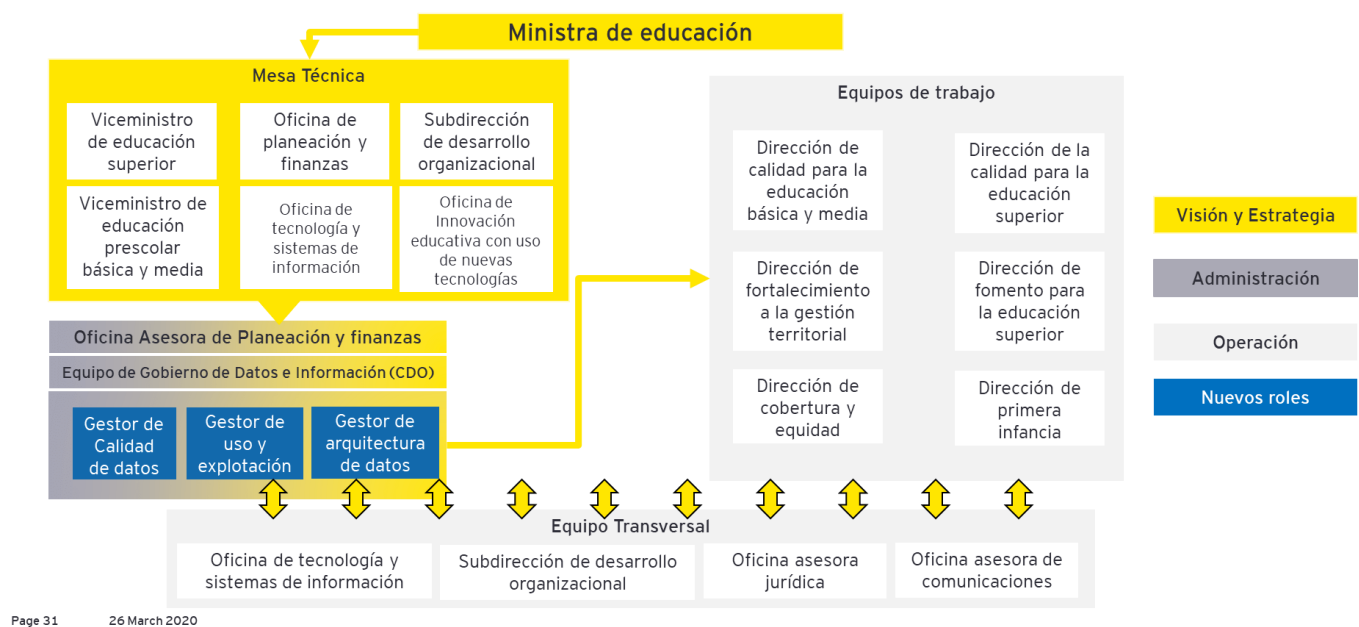 Ministra de educación
Mesa Técnica
Viceministro
de educación
superior
Oficina de
planeación y
finanzas
Subdirección
de desarrollo
organizacional
Viceministro de
educación
prescolar
básica y media
Oficina de
tecnología y
sistemas de
información
Oficina de
Innovación
educativa con uso
de nuevas
tecnologías
Oficina Asesora de Planeación y finanzas
Equipo de Gobierno de Datos e Información (CDO)
Gestor de
Calidad
de datos
Gestor de
uso y
explotación
Gestor de
arquitectura
de datos
Equipos de trabajo
Dirección de
calidad para la
educación
básica y media
Dirección de la
calidad para la
educación
superior
Dirección de
fortalecimiento
a la gestión
territorial
Dirección de
fomento para
la educación
superior
Dirección de
cobertura y
equidad
Dirección de
primera
infancia
Visión y Estrategia
Administración
Operación
Nuevos roles
Equipo Transversal
Oficina de tecnología y
sistemas de información
Subdirección de desarrollo
organizacional
Oficina asesora
jurídica
Oficina asesora de
comunicaciones
Page 31
26 March 2020